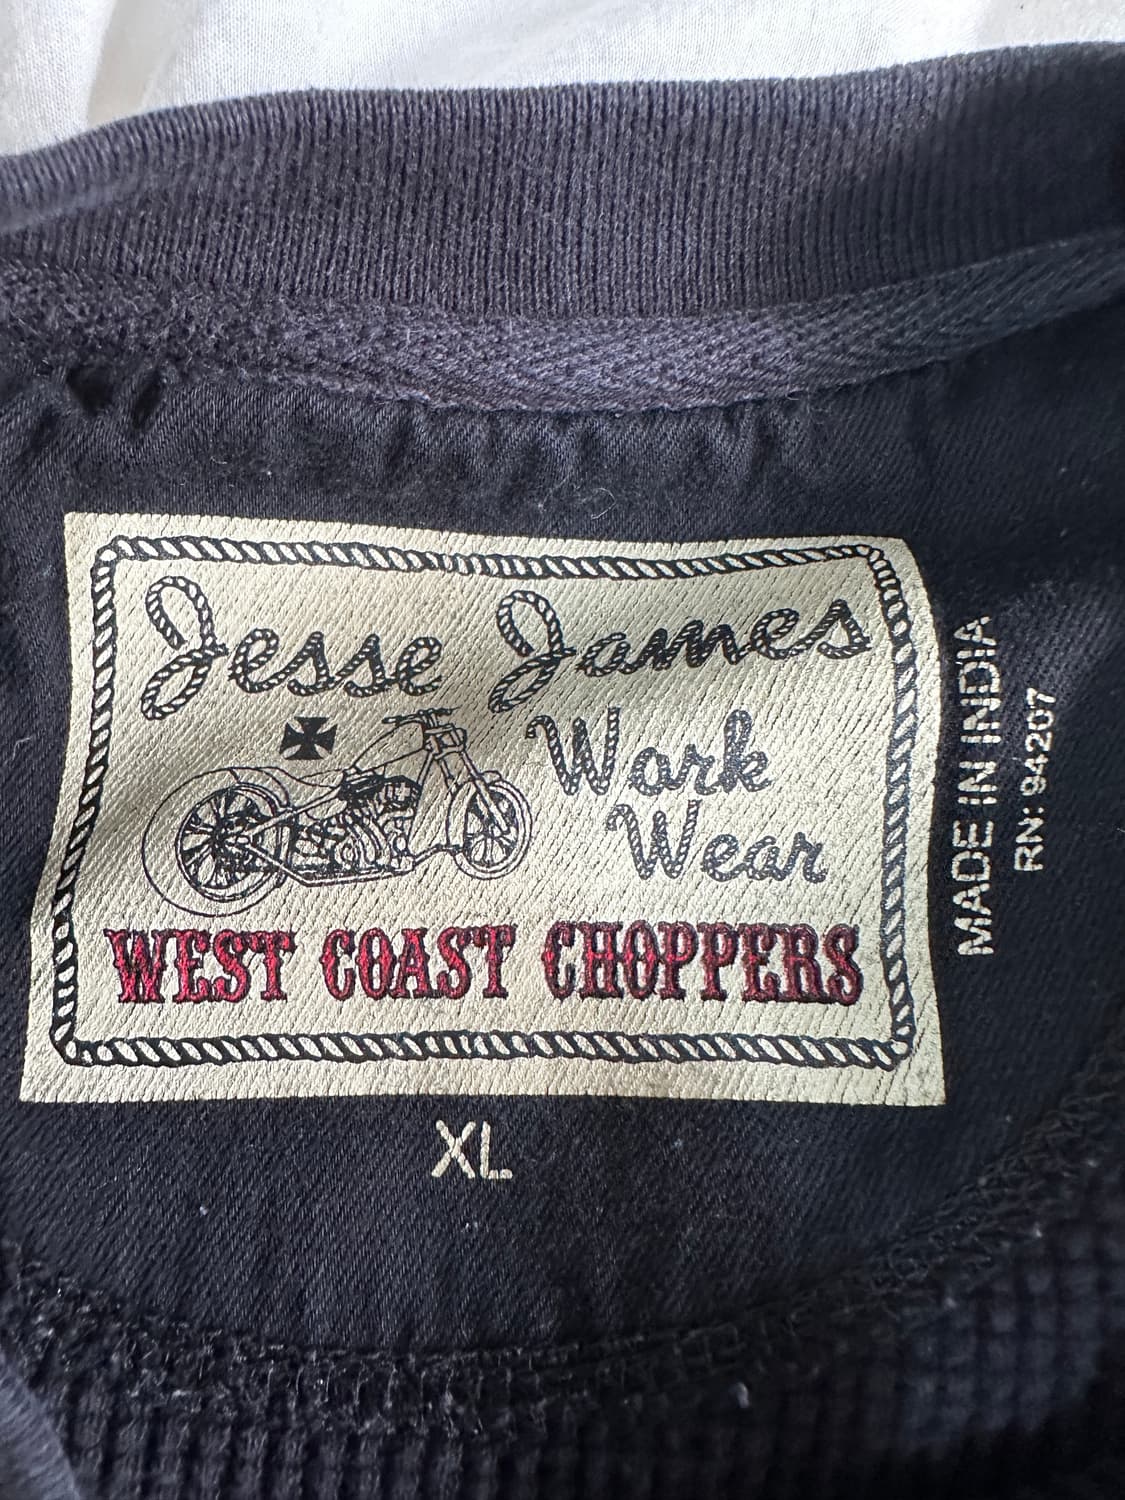 Jesse James
Work
Wear
WEST COAST CHOPPERS
XL
MADE IN INDIA
RN: 94207